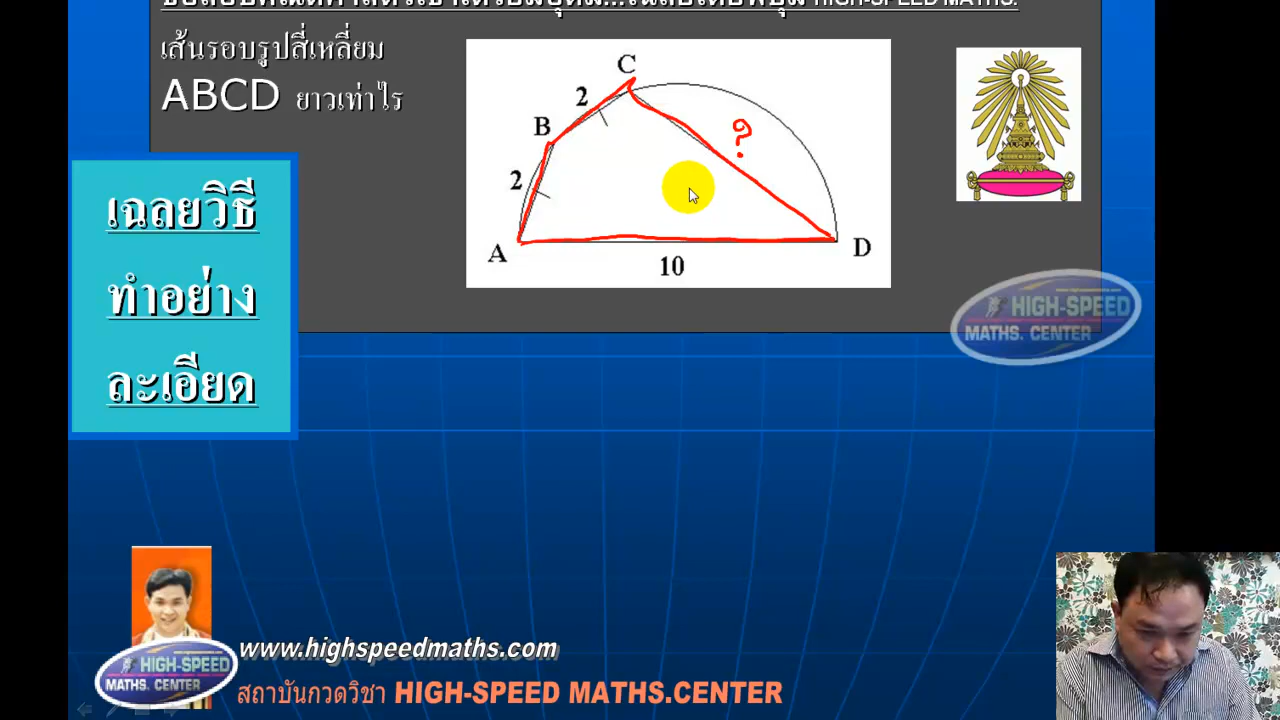 HIGH-SPEED MATHS.
เส้นรอบรูปสี่เหลี่ยม
ABCD ยาวเท่าไร
C
2
B
?
2
A
D
10
เฉลยวิธี
ทำอย่าง
ละเอียด
HIGH-SPEED
MATHS. CENTER
www.highspeedmaths.com
HIGH-SPEED
MATHS. CENTER
สถาบันกวดวิชา HIGH-SPEED MATHS.CENTER